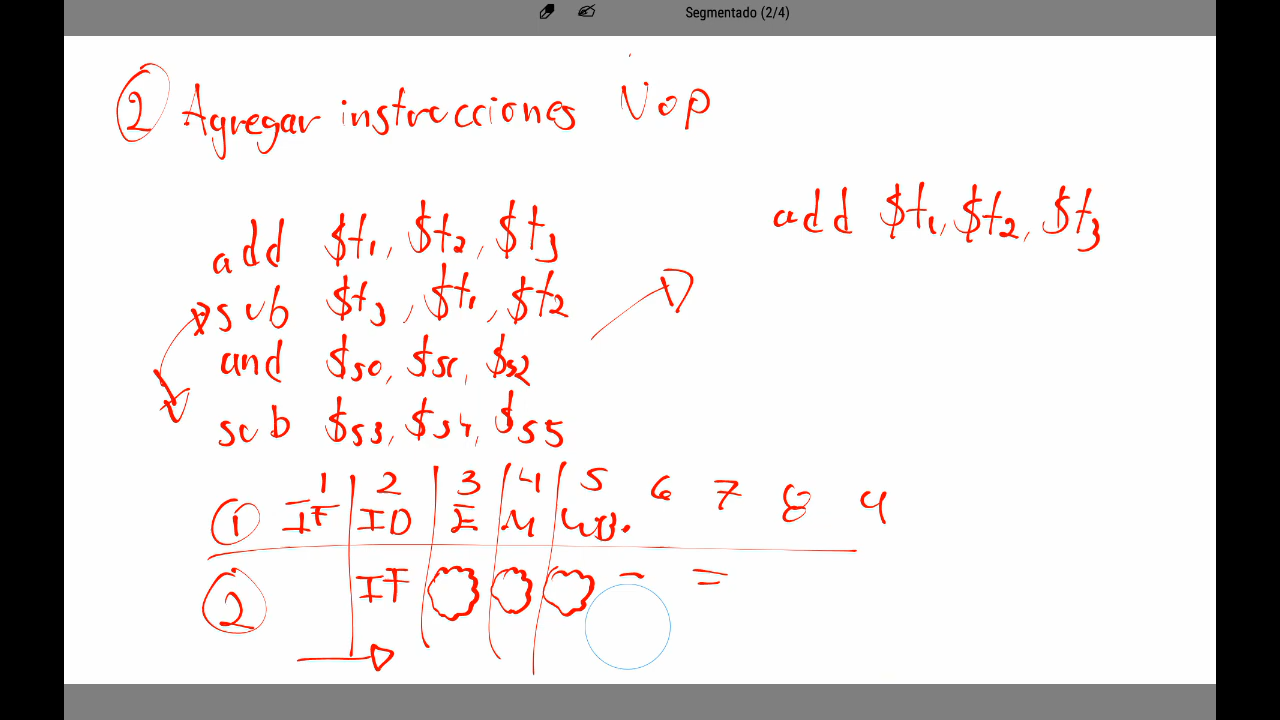 Segmentado (2/4)
2 Agregar instrucciones Nop
add $t1, $t2, $t3
add $t1, $t2, $t3
sub $t3, $t1, $t2
and $s0, $s1, $s2
sub $s3, $s4, $s5
1 2 3 4 5 6 7 8 9
1 IF ID E M WB.
2 IF - =